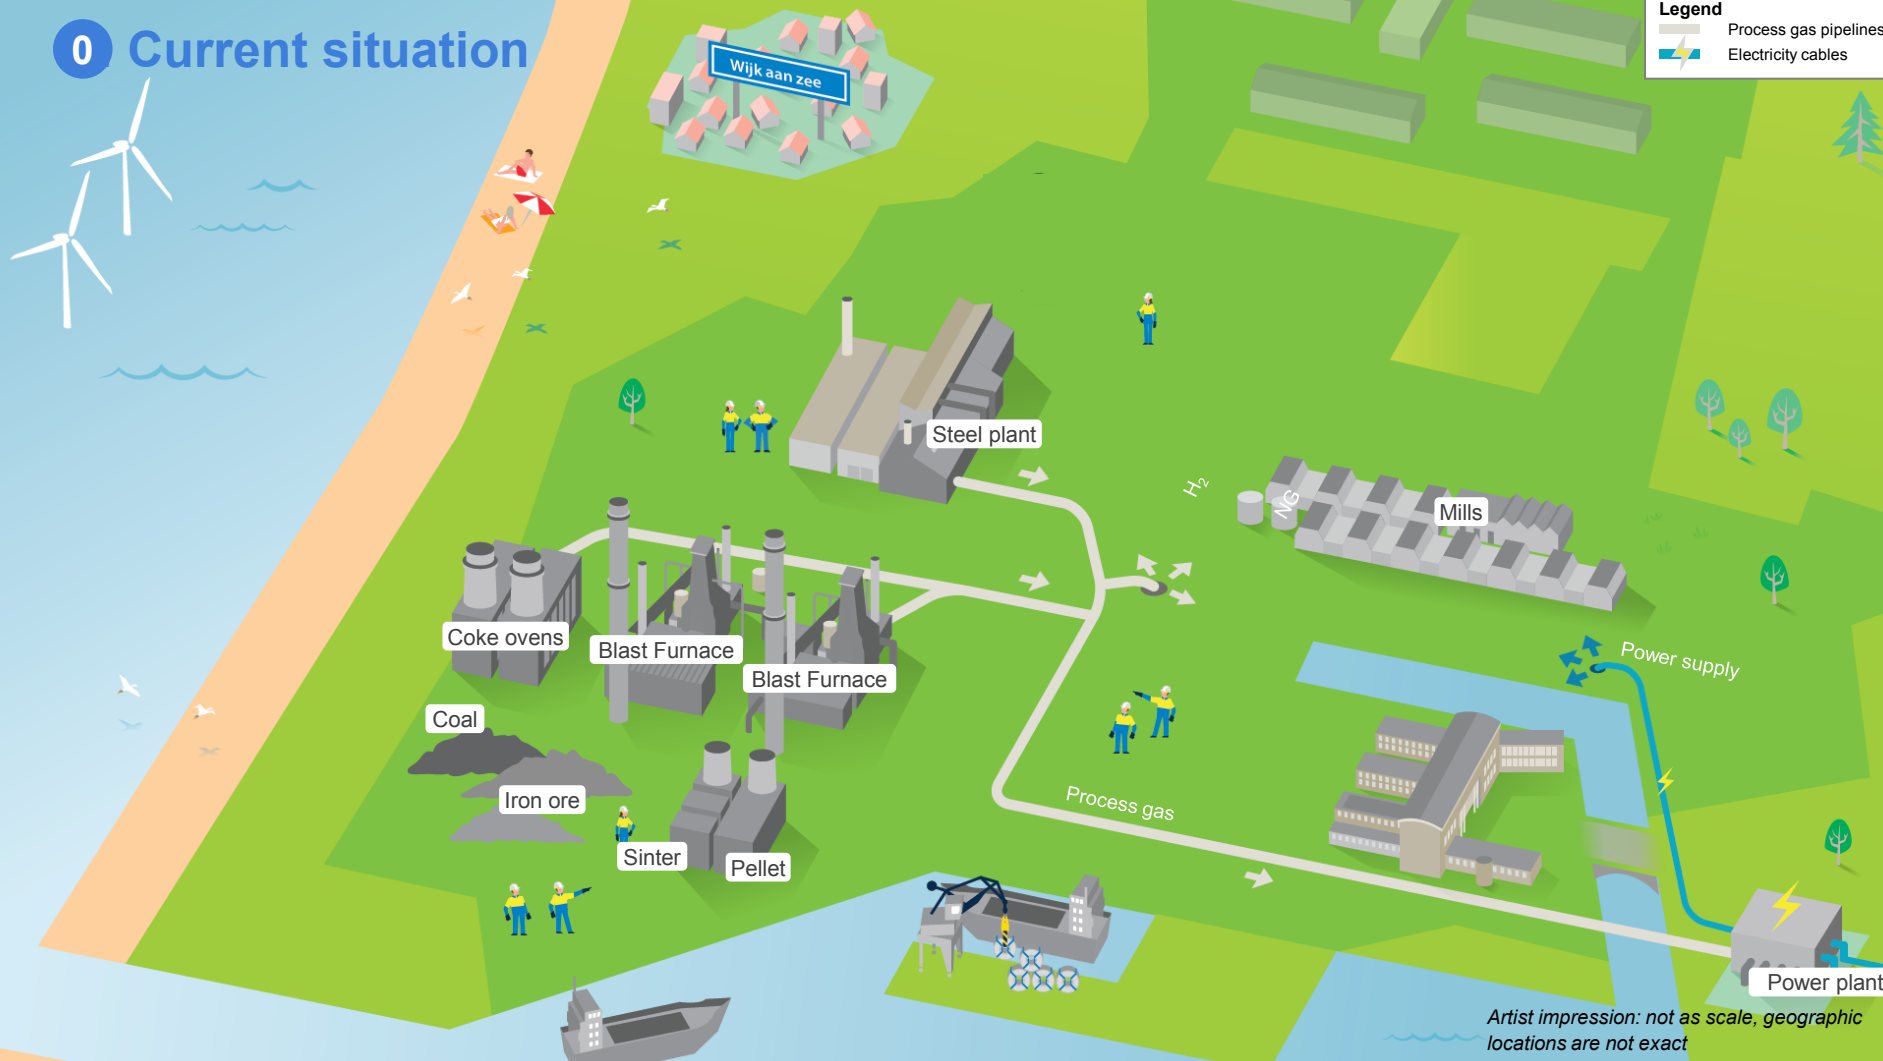 0 Current situation
Legend
Process gas pipelines
Electricity cables
Wijk aan zee
Steel plant
H₂
NG
Mills
Coke ovens
Blast Furnace
Blast Furnace
Power supply
Coal
Iron ore
Process gas
Sinter
Pellet
Power plant
Artist impression: not as scale, geographic
locations are not exact